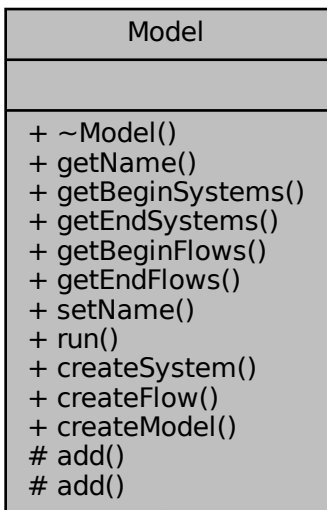 Model
+ ~Model()
+ getName()
+ getBeginSystems()
+ getEndSystems()
+ getBeginFlows()
+ getEndFlows()
+ setName()
+ run()
+ createSystem()
+ createFlow()
+ createModel()
# add()
# add()